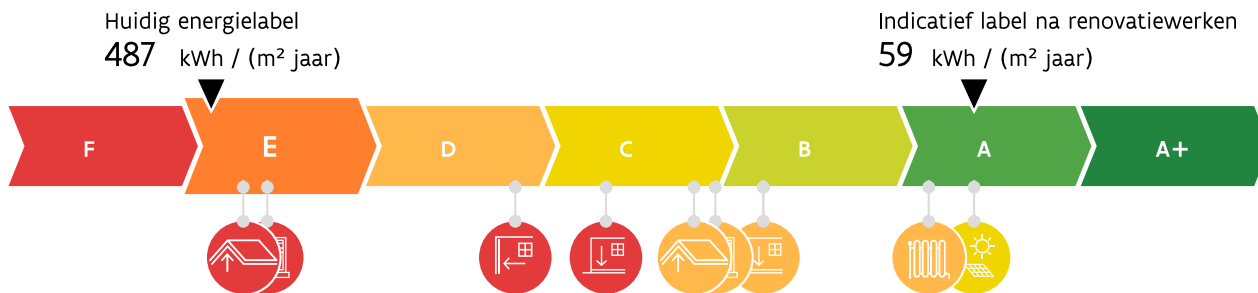 Huidig energielabel
487 kWh / (m² jaar)
Indicatief label na renovatiewerken
59 kWh / (m² jaar)
F E D C B A A+